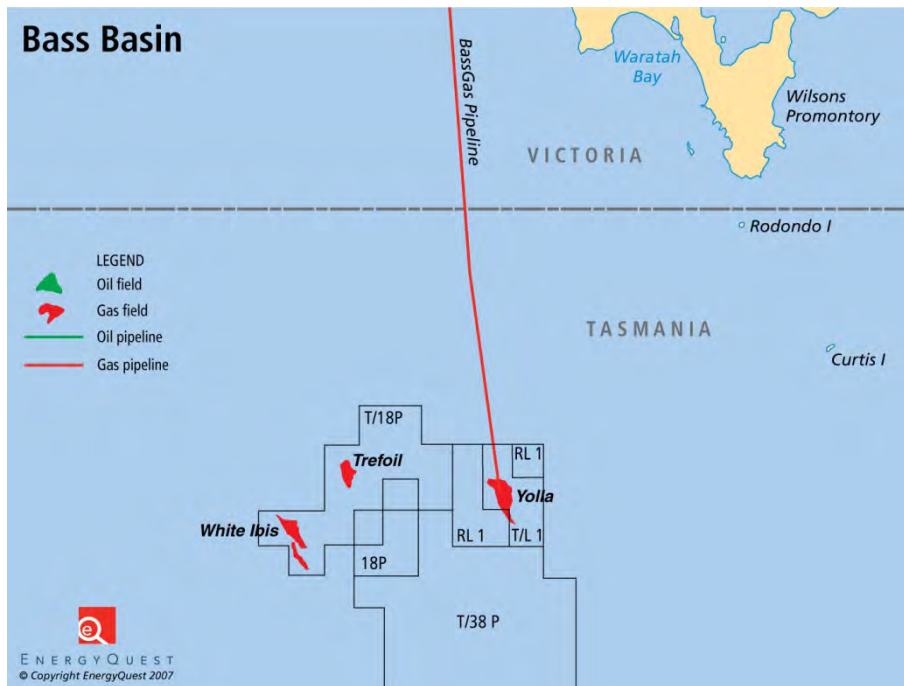 Bass Basin
BassGas Pipeline
Waratah
Bay
Wilsons
Promontory
VICTORIA
Rodondo I
LEGEND
Oil field
Gas field
Oil pipeline
Gas pipeline
TASMANIA
Curtis I
T/18P
RL 1
Trefoil
Yolla
White Ibis
RL 1
T/L 1
18P
T/38 P
e
ENERGYQUEST
© Copyright EnergyQuest 2007